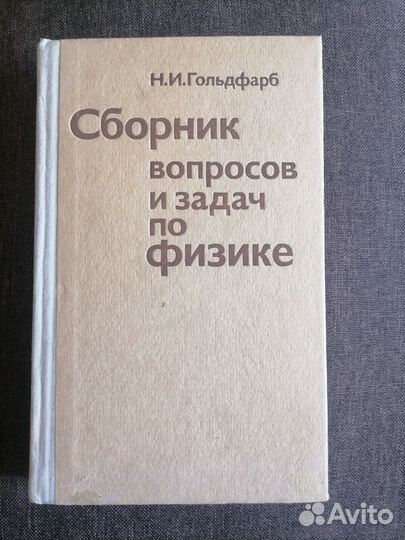 Н.И.Гольдфарб
Сборник
вопросов
и задач
по
физике
Avito